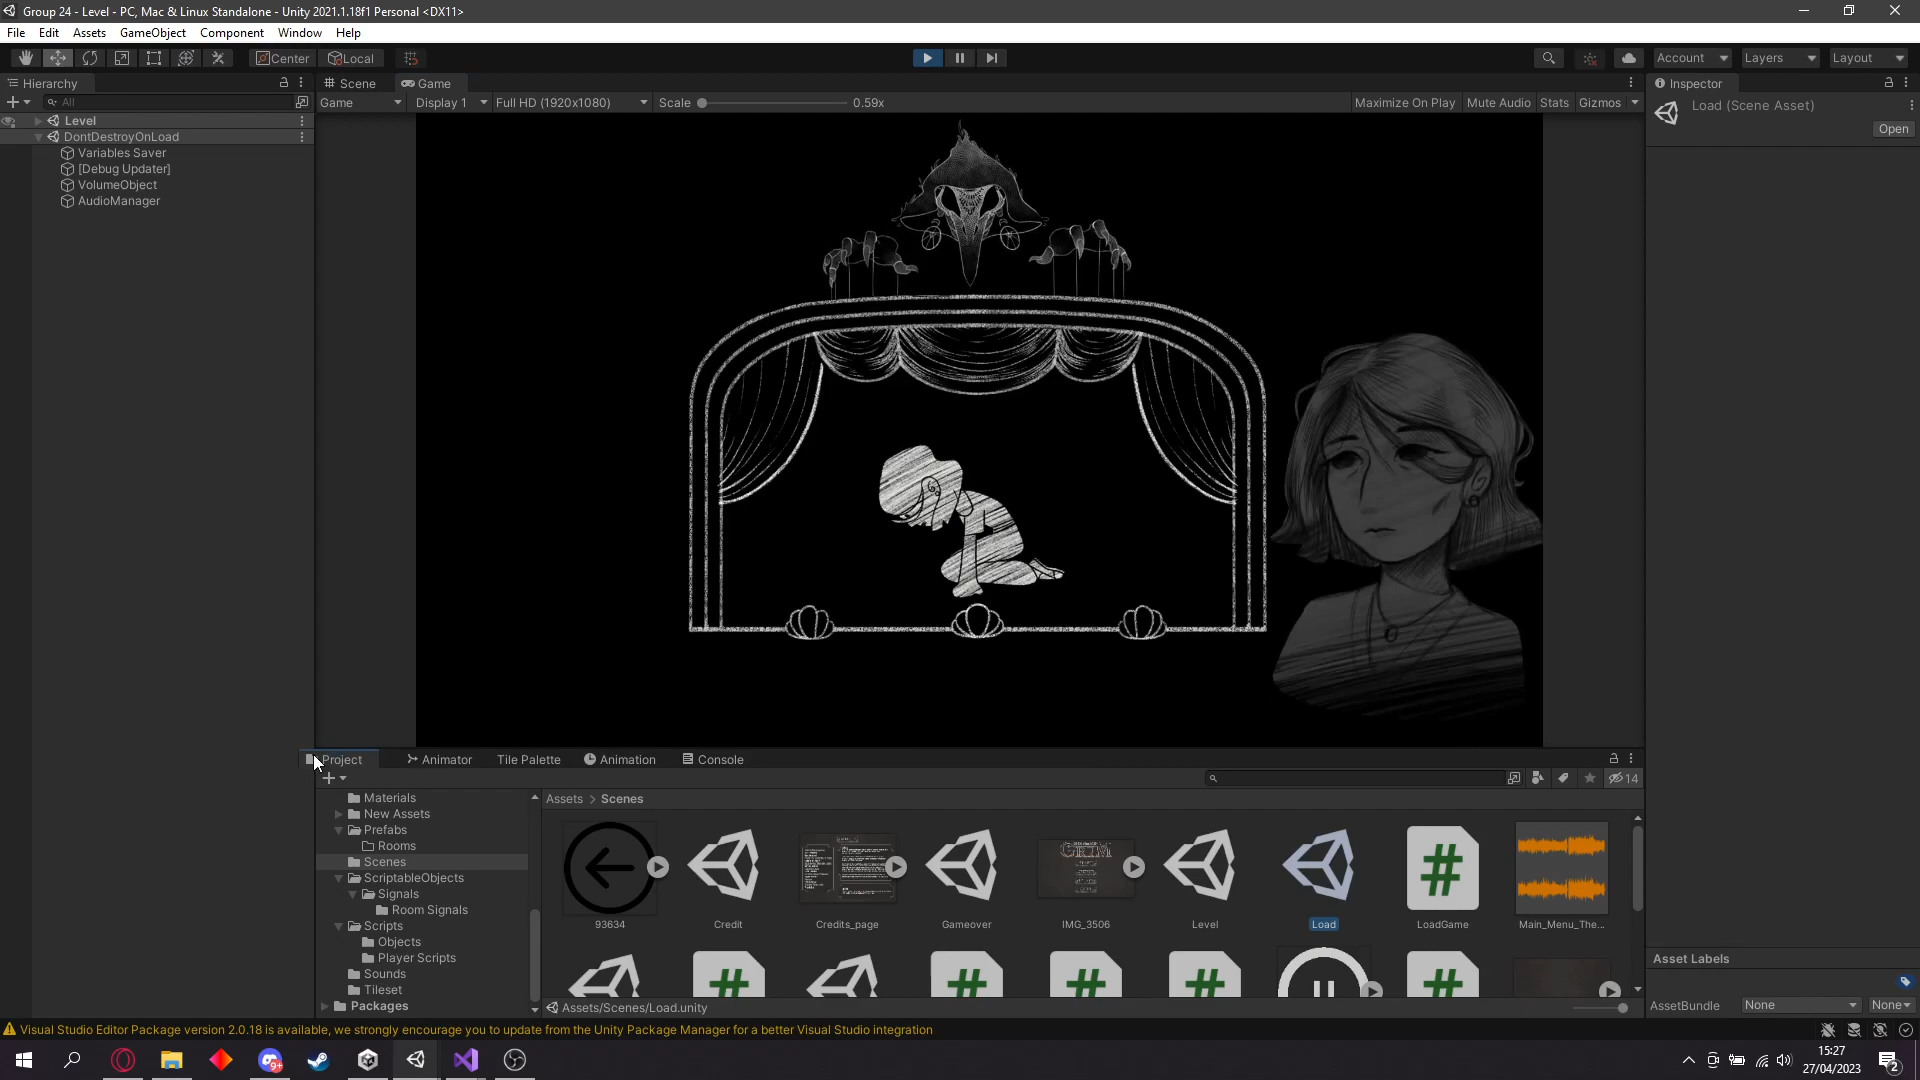 Group 24 - Level - PC, Mac & Linux Standalone - Unity 2021.1.18f1 Personal <DX11>
File Edit Assets GameObject Component Window Help
Center Local Account Layers Layout
Hierarchy
All
Level
DontDestroyOnLoad
Variables Saver
[Debug Updater]
VolumeObject
AudioManager
Scene Game
Game Display 1 Full HD (1920x1080) Scale 0.59x Maximize On Play Mute Audio Stats Gizmos
Inspector
Load (Scene Asset)
Open
Project Animator Tile Palette Animation Console
14
Materials
New Assets
Prefabs
Rooms
Scenes
ScriptableObjects
Signals
Room Signals
Scripts
Objects
Player Scripts
Sounds
Tileset
Packages
Assets > Scenes
GRIM
93634 Credit Credits_page Gameover IMG_3506 Level Load LoadGame Main_Menu_The...
Assets/Scenes/Load.unity
Asset Labels
AssetBundle None None
Visual Studio Editor Package version 2.0.18 is available, we strongly encourage you to update from the Unity Package Manager for a better Visual Studio integration
9+
15:27
27/04/2023
2